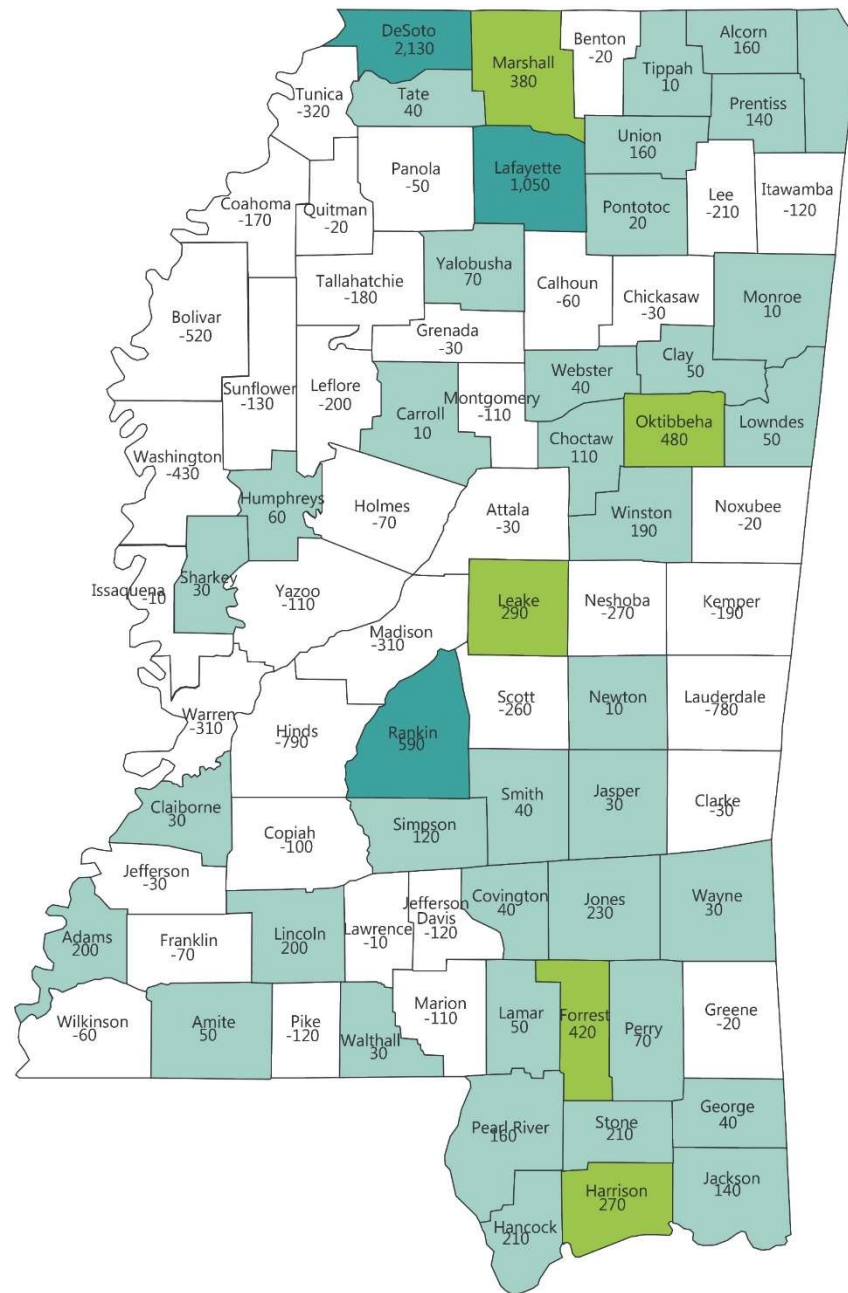 DeSoto
2,130
Marshall
380
Benton
-20
Tippah
10
Alcorn
160
Tunica
-320
Tate
40
Prentiss
140
Union
160
Panola
-50
Lafayette
1,050
Lee
-210
Itawamba
-120
Coahoma
-170
Quitman
-20
Pontotoc
20
Yalobusha
70
Tallahatchie
-180
Calhoun
-60
Chickasaw
-30
Monroe
10
Bolivar
-520
Grenada
-30
Clay
50
Webster
40
Sunflower
-130
Leflore
-200
Carroll
10
Montgomery
-110
Oktibbeha
480
Lowndes
50
Choctaw
110
Washington
-430
Humphreys
60
Holmes
-70
Attala
-30
Winston
190
Noxubee
-20
Issaquena
-10
Sharkey
30
Yazoo
-110
Leake
290
Neshoba
-270
Kemper
-190
Madison
-310
Warren
-310
Hinds
-790
Rankin
590
Scott
-260
Newton
10
Lauderdale
-780
Claiborne
30
Copiah
-100
Simpson
120
Smith
40
Jasper
30
Clarke
-30
Jefferson
-30
Adams
200
Franklin
-70
Lincoln
200
Lawrence
-10
Jefferson
Davis
-120
Covington
40
Jones
230
Wayne
30
Wilkinson
-60
Amite
50
Pike
-120
Walthall
30
Marion
-110
Lamar
50
Forrest
420
Perry
70
Greene
-20
Pearl River
160
Stone
210
George
40
Hancock
210
Harrison
270
Jackson
140